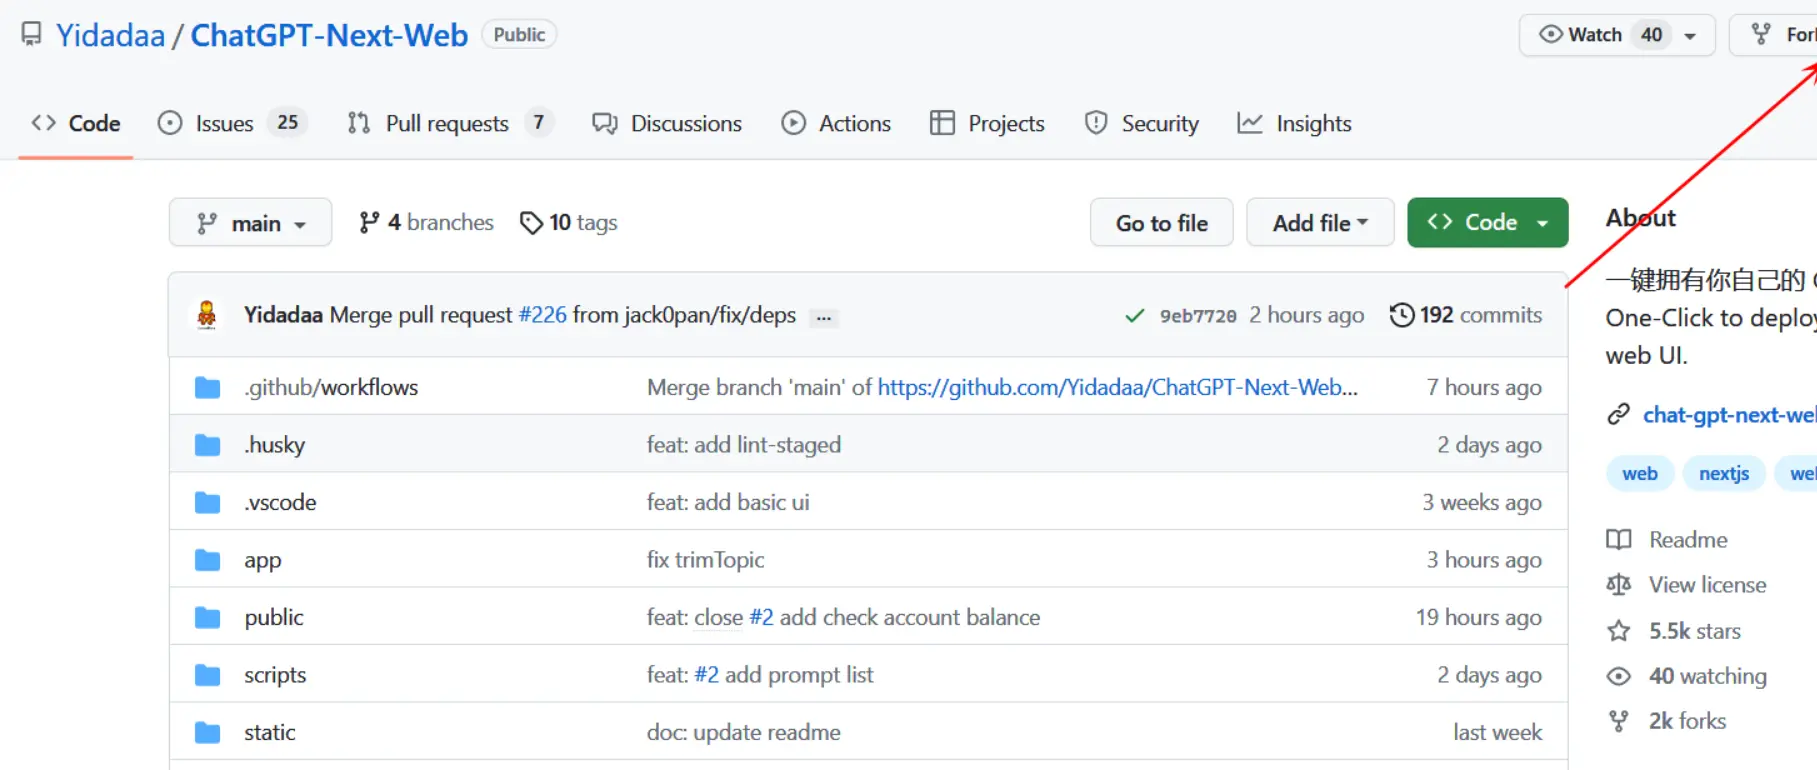 Yidadaa / ChatGPT-Next-Web Public
Watch 40
Code Issues 25 Pull requests 7 Discussions Actions Projects Security Insights
main 4 branches 10 tags Go to file Add file Code
Yidadaa Merge pull request #226 from jack0pan/fix/deps ... 9eb7720 2 hours ago 192 commits
.github/workflows Merge branch 'main' of https://github.com/Yidadaa/ChatGPT-Next-Web... 7 hours ago
.husky feat: add lint-staged 2 days ago
.vscode feat: add basic ui 3 weeks ago
app fix trimTopic 3 hours ago
public feat: close #2 add check account balance 19 hours ago
scripts feat: #2 add prompt list 2 days ago
static doc: update readme last week
About
一键拥有你自己的
One-Click to deploy
web UI.
chat-gpt-next-we
web nextjs we
Readme
View license
5.5k stars
40 watching
2k forks